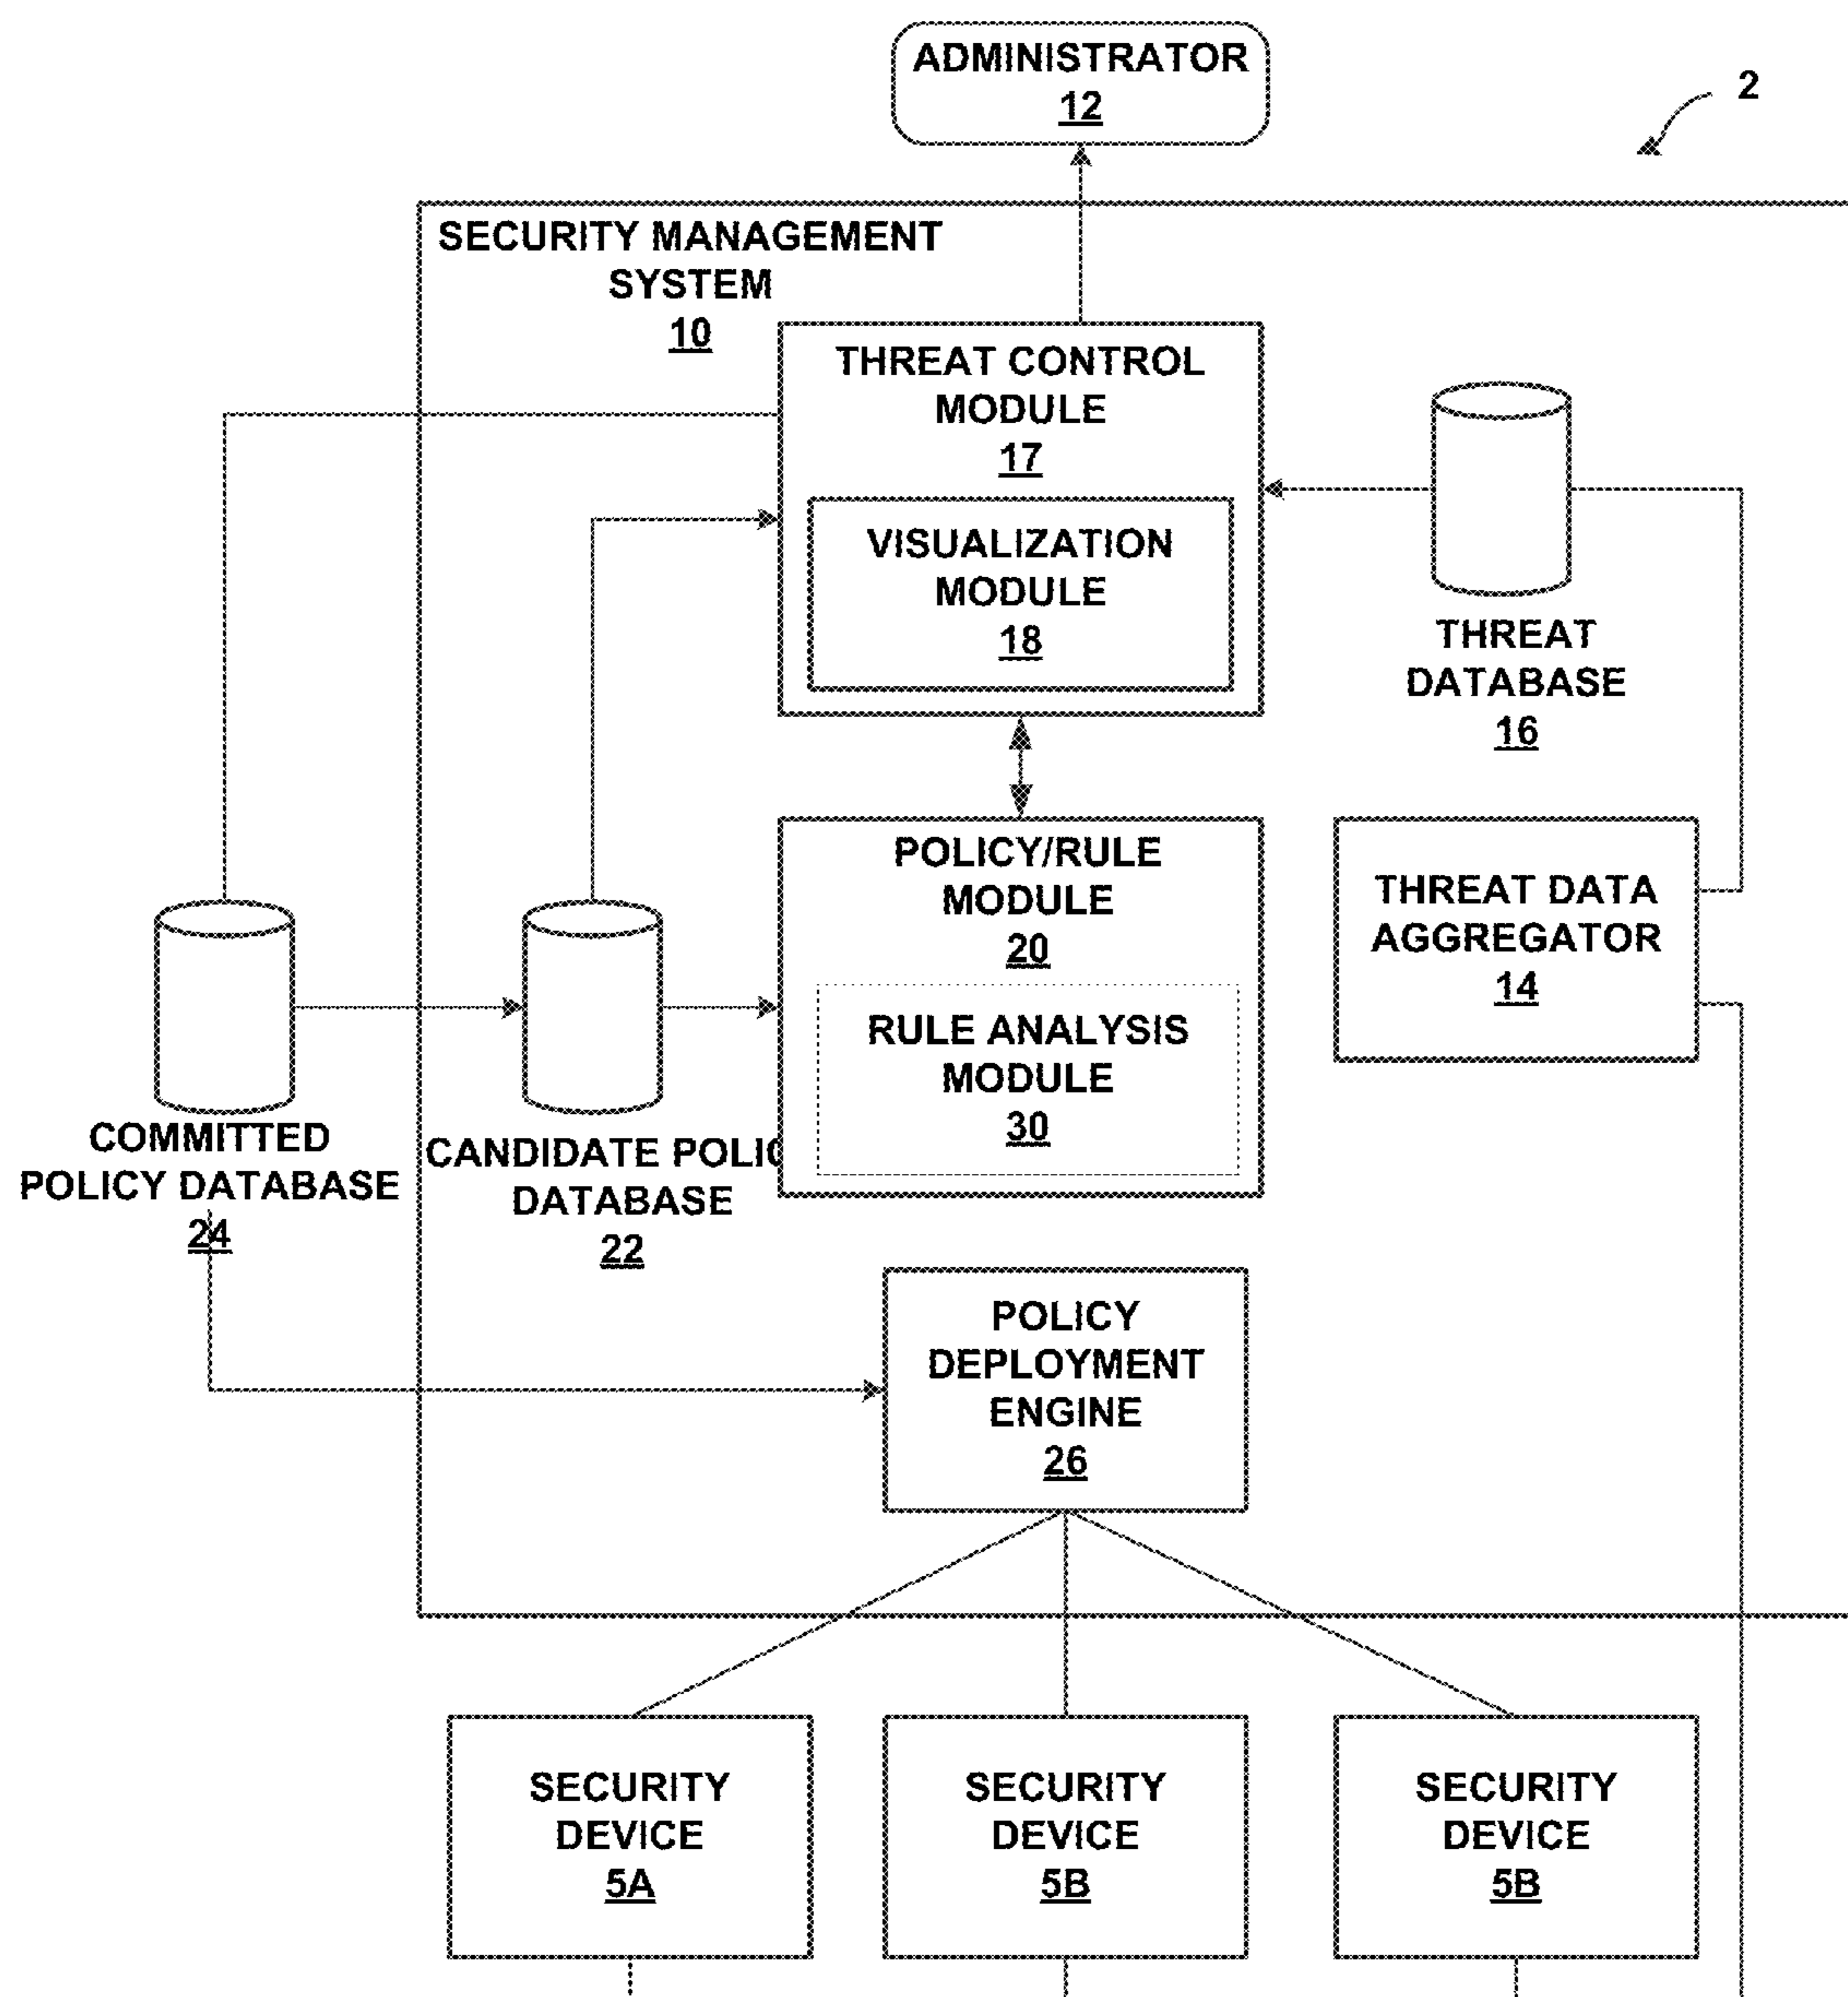 ADMINISTRATOR
12
2
SECURITY MANAGEMENT
SYSTEM
10
THREAT CONTROL
MODULE
17
VISUALIZATION
MODULE
18
THREAT
DATABASE
16
POLICY/RULE
MODULE
20
RULE ANALYSIS
MODULE
30
THREAT DATA
AGGREGATOR
14
COMMITTED
POLICY DATABASE
24
CANDIDATE POLIC
DATABASE
22
POLICY
DEPLOYMENT
ENGINE
26
SECURITY
DEVICE
5A
SECURITY
DEVICE
5B
SECURITY
DEVICE
5B